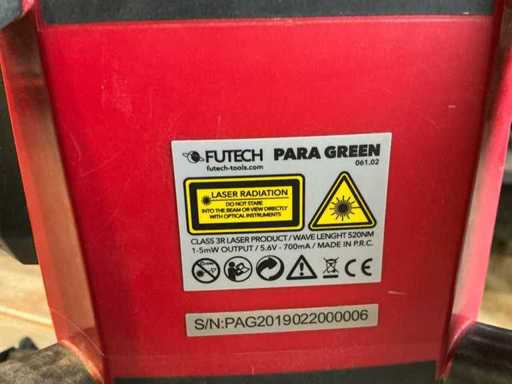 FUTECH PARA GREEN
futech-tools.com 061.02
LASER RADIATION
DO NOT STARE
INTO THE BEAM OR VIEW DIRECTLY
WITH OPTICAL INSTRUMENTS
CLASS 3R LASER PRODUCT / WAVE LENGHT 520NM
1-5mW OUTPUT / 5.6V - 700mA / MADE IN P.R.C.
S/N:PAG2019022000006